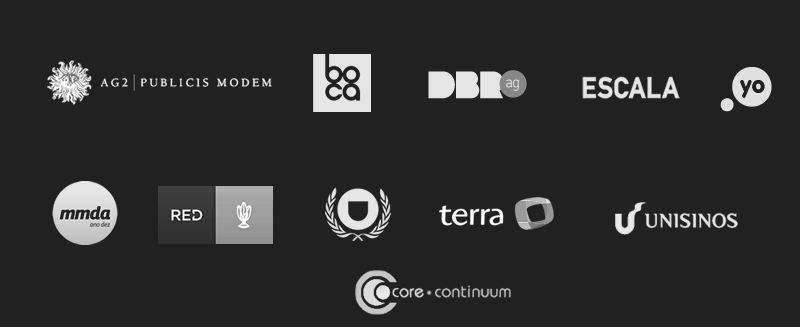 AG2 | PUBLICIS MODEM
bo
ca
DBR ag
ESCALA
yo
mmda
ano dez
RED
terra
UNISINOS
core • continuum